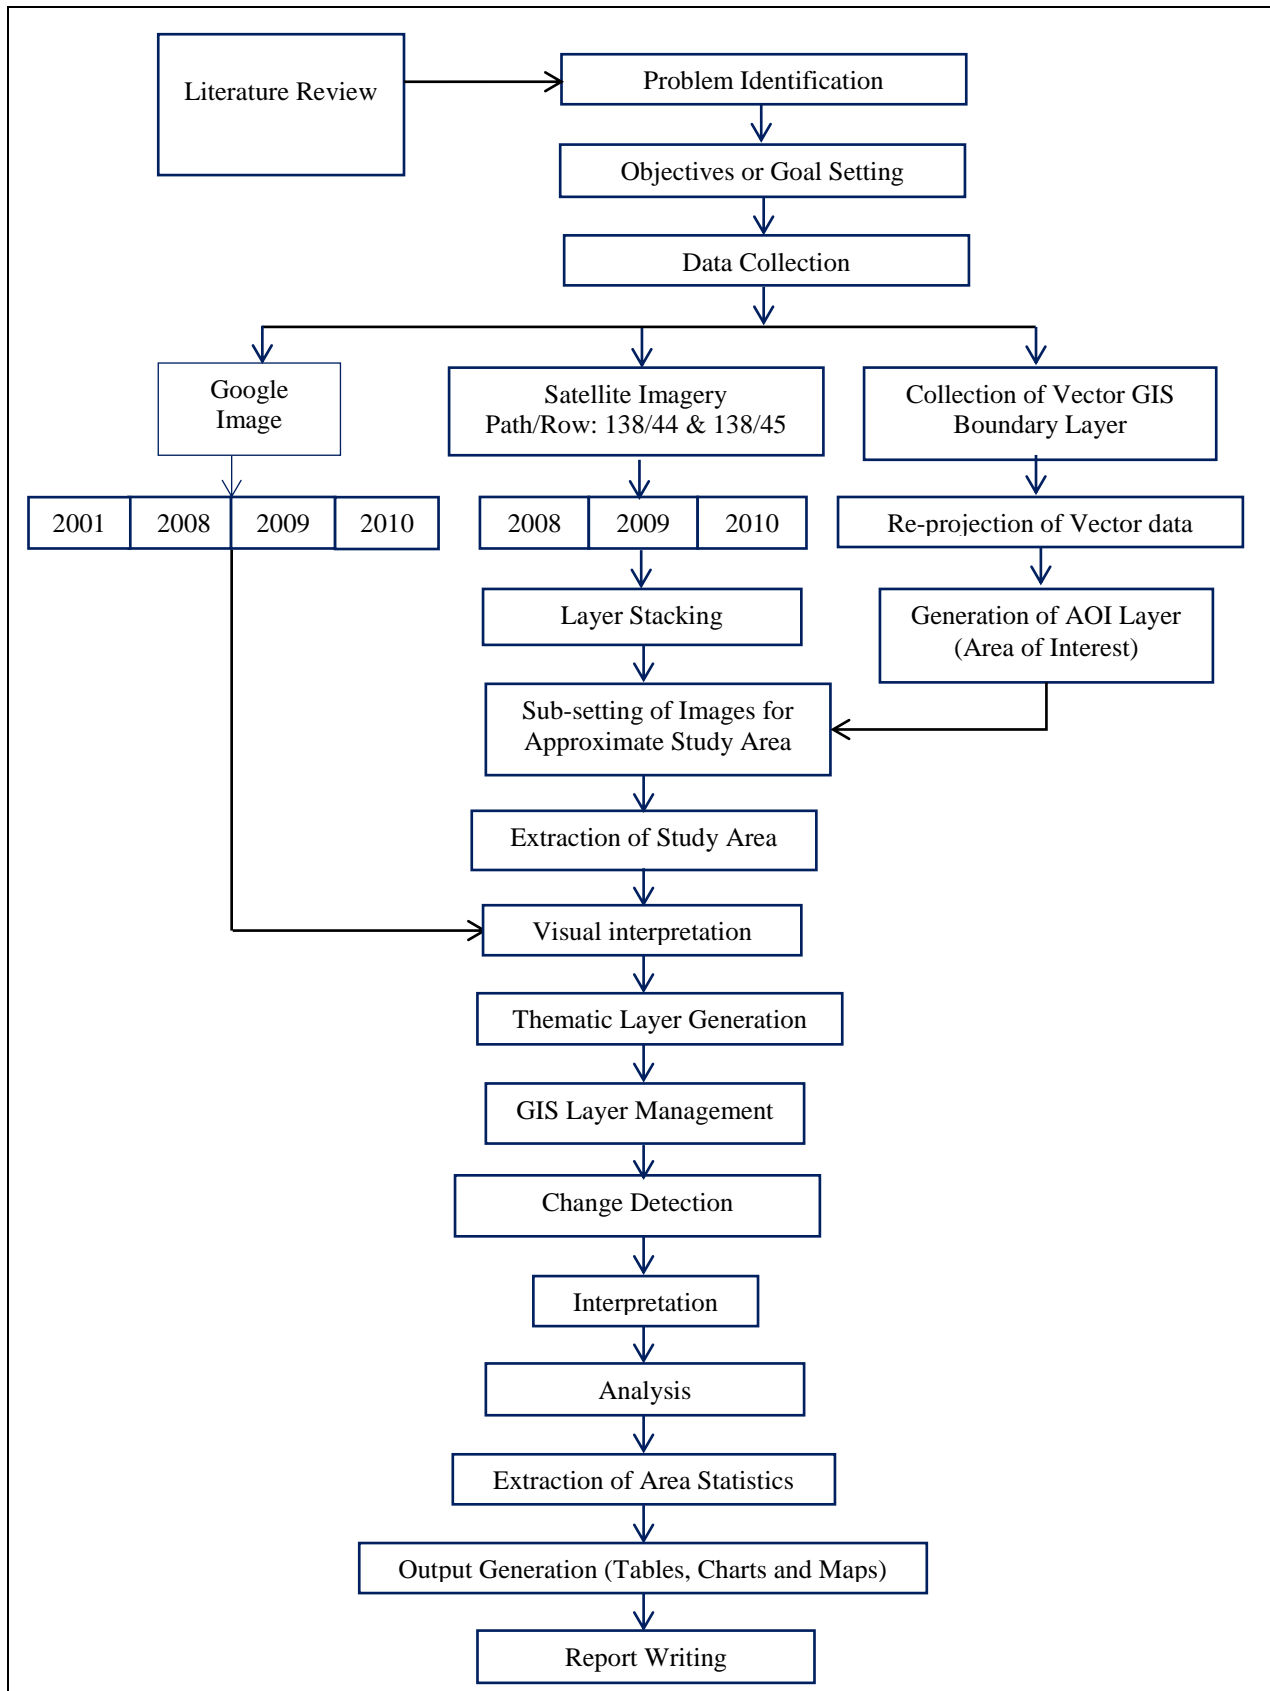 Literature Review
Problem Identification
Objectives or Goal Setting
Data Collection
Google
Image
Satellite Imagery
Path/Row: 138/44 & 138/45
Collection of Vector GIS
Boundary Layer
2001
2008
2009
2010
2008
2009
2010
Re-projection of Vector data
Layer Stacking
Generation of AOI Layer
(Area of Interest)
Sub-setting of Images for
Approximate Study Area
Extraction of Study Area
Visual interpretation
Thematic Layer Generation
GIS Layer Management
Change Detection
Interpretation
Analysis
Extraction of Area Statistics
Output Generation (Tables, Charts and Maps)
Report Writing